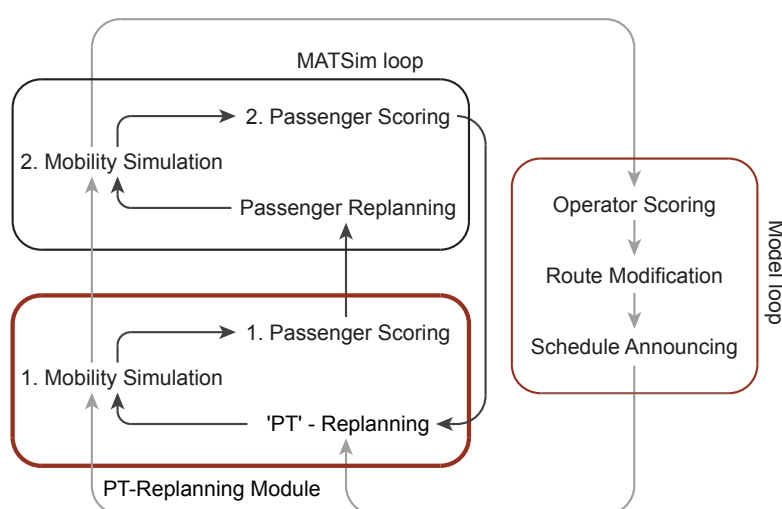 MATSim loop
2. Passenger Scoring
2. Mobility Simulation
Passenger Replanning
1. Passenger Scoring
1. Mobility Simulation
'PT' - Replanning
PT-Replanning Module
Operator Scoring
Route Modification
Schedule Announcing
Model loop